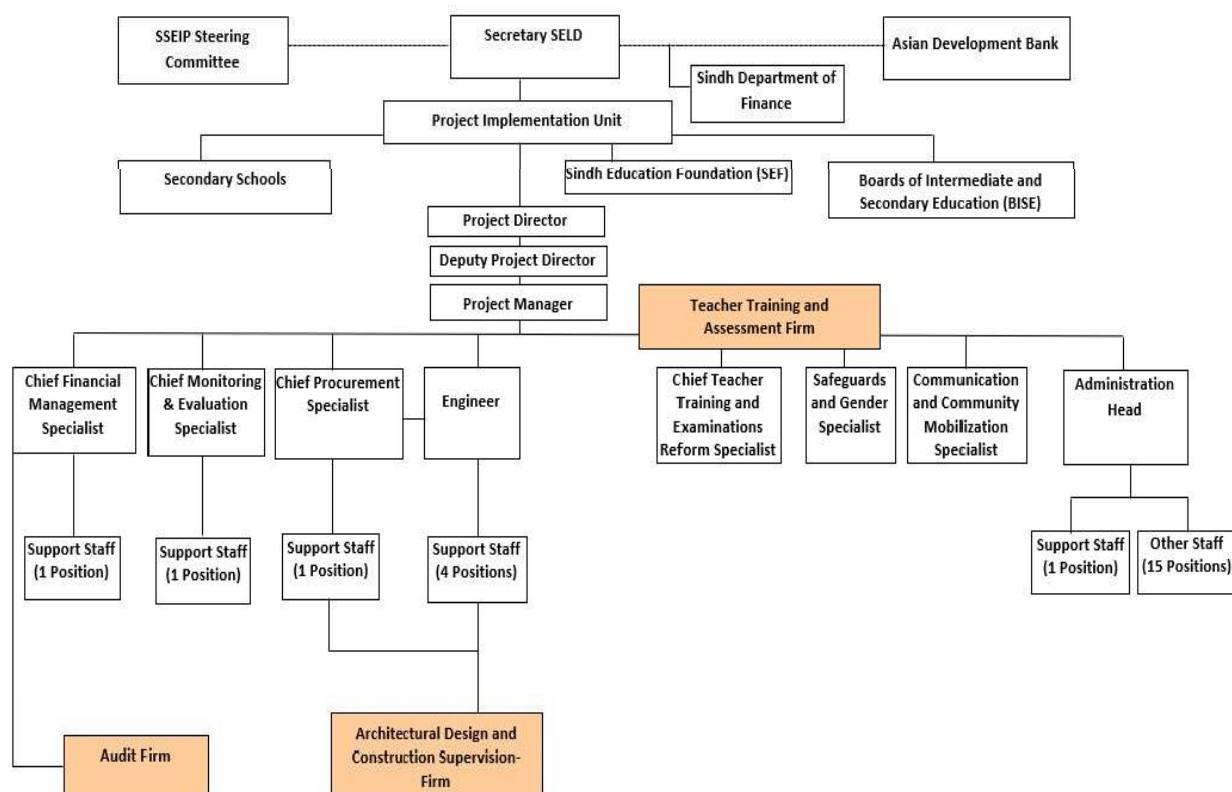 SSEIP Steering
Committee
Secretary SELD
Asian Development Bank
Sindh Department of
Finance
Project Implementation Unit
Secondary Schools
Sindh Education Foundation (SEF)
Boards of Intermediate and
Secondary Education (BISE)
Project Director
Deputy Project Director
Project Manager
Teacher Training and
Assessment Firm
Chief Financial
Management
Specialist
Chief Monitoring
& Evaluation
Specialist
Chief Procurement
Specialist
Engineer
Chief Teacher
Training and
Examinations
Reform Specialist
Safeguards
and Gender
Specialist
Communication
and Community
Mobilization
Specialist
Administration
Head
Support Staff
(1 Position)
Support Staff
(1 Position)
Support Staff
(1 Position)
Support Staff
(4 Positions)
Support Staff
(1 Position)
Other Staff
(15 Positions)
Audit Firm
Architectural Design and
Construction Supervision-
Firm